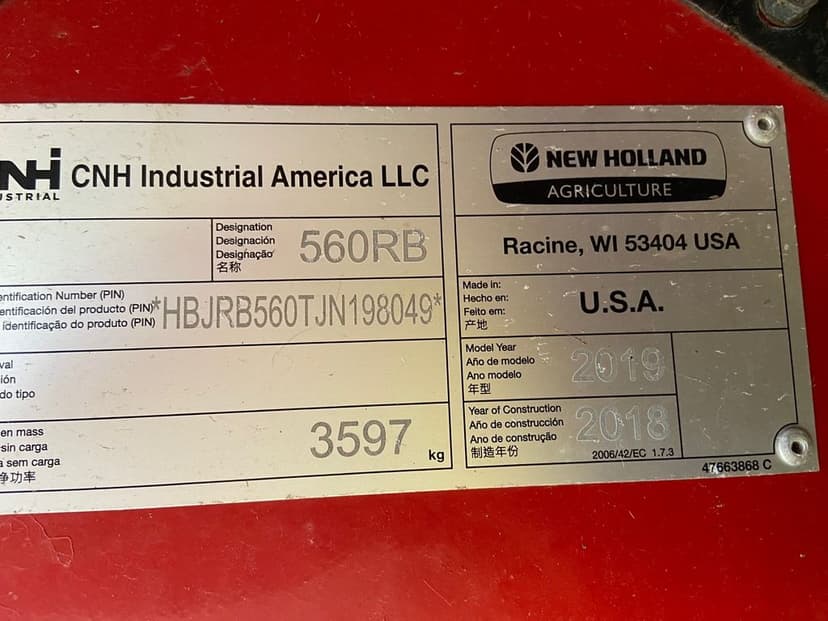 NHi CNH Industrial America LLC
USTRIAL
Designation
Designación
Designação
名称
560RB
entification Number (PIN)
entificación del producto (PIN)
identificação do produto (PIN)
*HBJRB560TJN198049*
val
ión
do tipo
en mass
sin carga
a sem carga
净功率
3597 kg
NEW HOLLAND
AGRICULTURE
Racine, WI 53404 USA
Made in:
Hecho en:
Feito em:
产地
U.S.A.
Model Year
Año de modelo
Ano modelo
年型
2019
Year of Construction
Año de construcción
Ano de construção
制造年份
2018
2006/42/EC 1.7.3
47663868 C